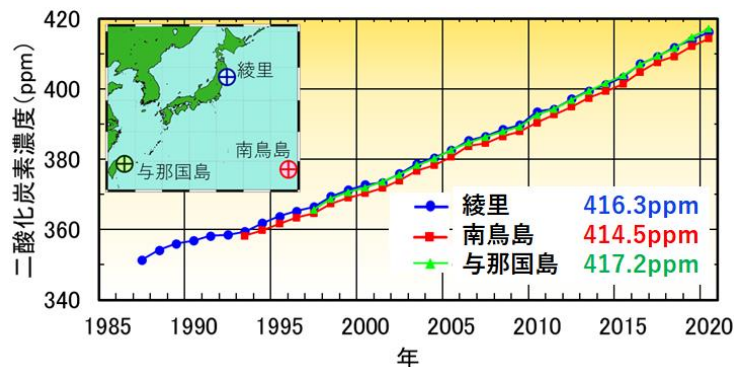 420
400
380
360
340
二酸化炭素濃度(ppm)
綾里
南鳥島
与那国島
綾里 416.3ppm
南鳥島 414.5ppm
与那国島 417.2ppm
1985 1990 1995 2000 2005 2010 2015 2020
年